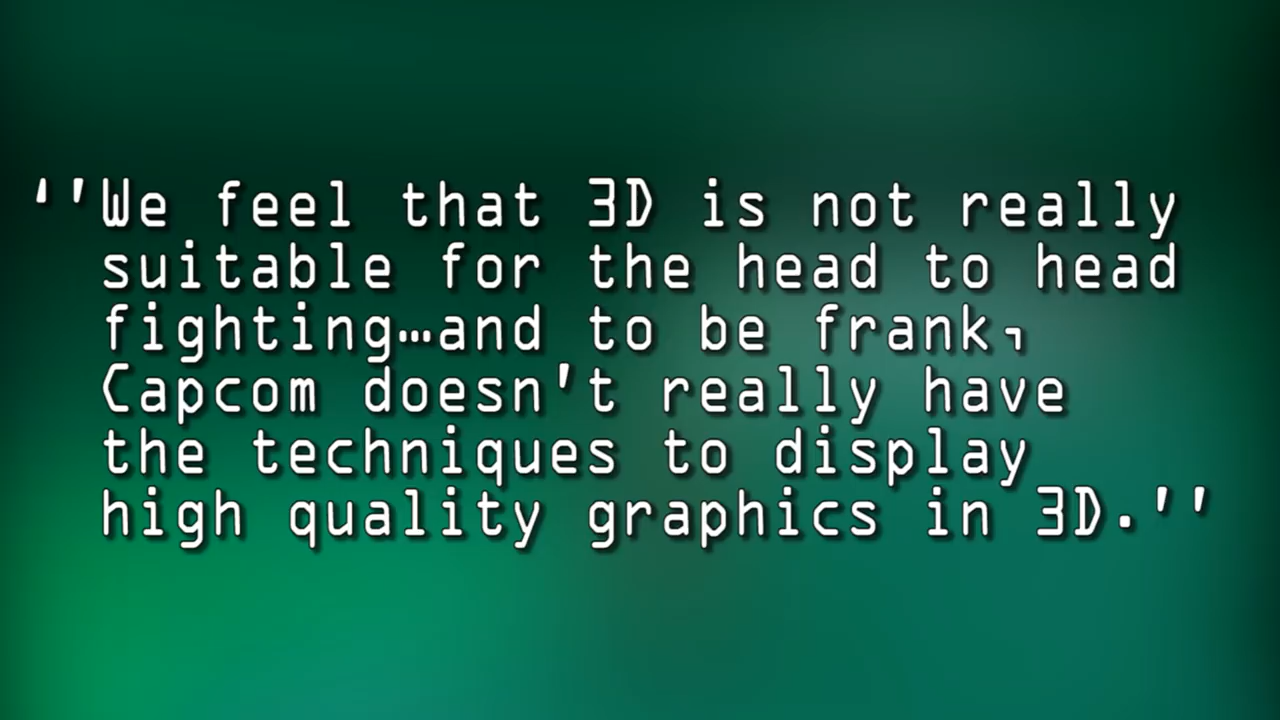 ‘'We feel that 3D is not really
suitable for the head to head
fighting…and to be frank,
Capcom doesn't really have
the techniques to display
high quality graphics in 3D.''